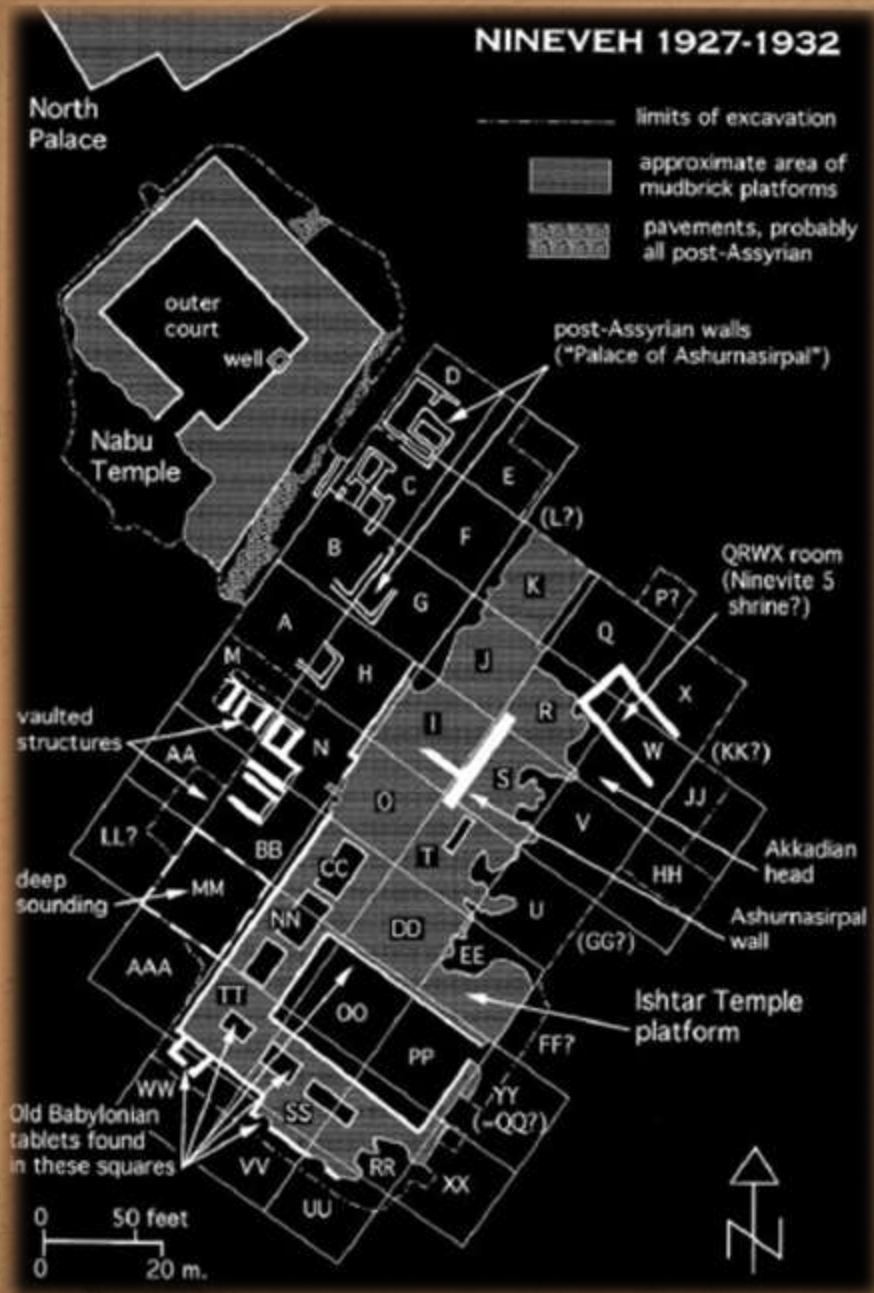 NINEVEH 1927-1932
North
Palace
limits of excavation
approximate area of
mudbrick platforms
pavements, probably
all post-Assyrian
outer
court
well
Nabu
Temple
post-Assyrian walls
("Palace of Ashurnasirpal")
D
E
C
(L?)
F
B
QRWX room
(Ninevite 5
shrine?)
K
P?
G
A
Q
M
H
J
X
R
vaulted
structures
I
N
W
(KK?)
AA
S
JJ
O
V
LL?
BB
Akkadian
head
T
CC
HH
deep
sounding
MM
U
Ashurnasirpal
wall
NN
DD
(GG?)
EE
AAA
Ishtar Temple
platform
TT
OO
FF?
PP
WW
YY
(=QQ?)
Old Babylonian
tablets found
in these squares
SS
VV
RR
XX
UU
0 50 feet
0 20 m.
N